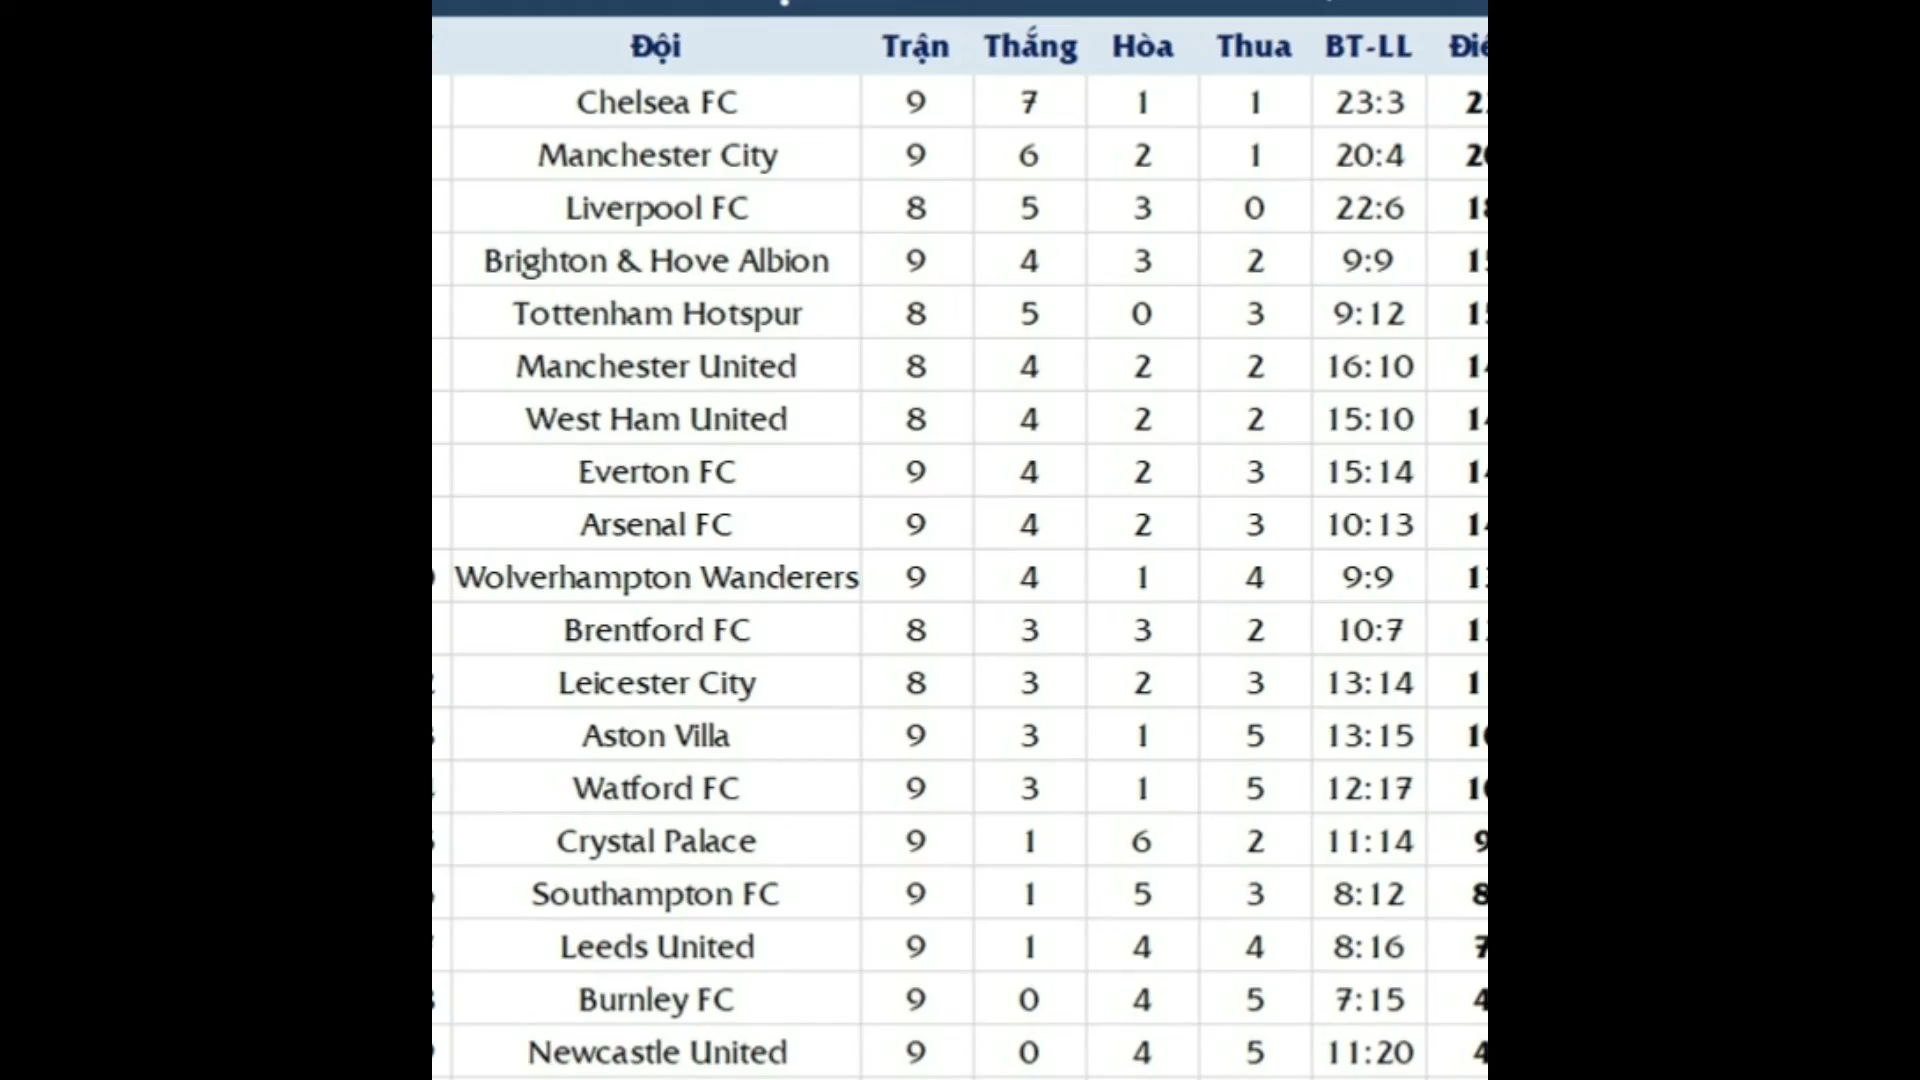 Đội Trận Thắng Hòa Thua BT-LL
Chelsea FC 9 7 1 1 23:3
Manchester City 9 6 2 1 20:4
Liverpool FC 8 5 3 0 22:6
Brighton & Hove Albion 9 4 3 2 9:9
Tottenham Hotspur 8 5 0 3 9:12
Manchester United 8 4 2 2 16:10
West Ham United 8 4 2 2 15:10
Everton FC 9 4 2 3 15:14
Arsenal FC 9 4 2 3 10:13
Wolverhampton Wanderers 9 4 1 4 9:9
Brentford FC 8 3 3 2 10:7
Leicester City 8 3 2 3 13:14
Aston Villa 9 3 1 5 13:15
Watford FC 9 3 1 5 12:17
Crystal Palace 9 1 6 2 11:14 9
Southampton FC 9 1 5 3 8:12 8
Leeds United 9 1 4 4 8:16 7
Burnley FC 9 0 4 5 7:15 4
Newcastle United 9 0 4 5 11:20 4